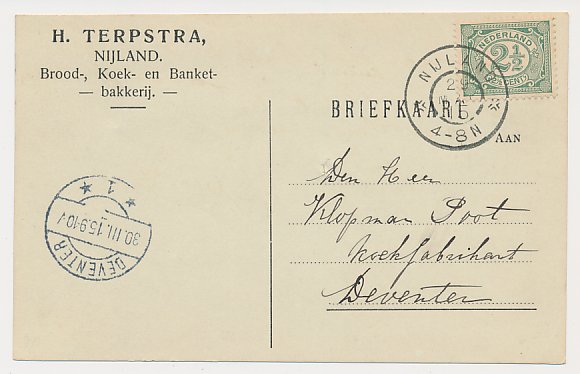 H. TERPSTRA,
NIJLAND.
Brood-, Koek- en Banket-
— bakkerij. —
NEDERLAND
2½
CENT
NIJLAND
15
4-8N
BRIEFKAART
AAN
Den Heer
Klopman Poot
Koekfabrikant
Deventer
1
30.III.15.9-10V
DEVENTER